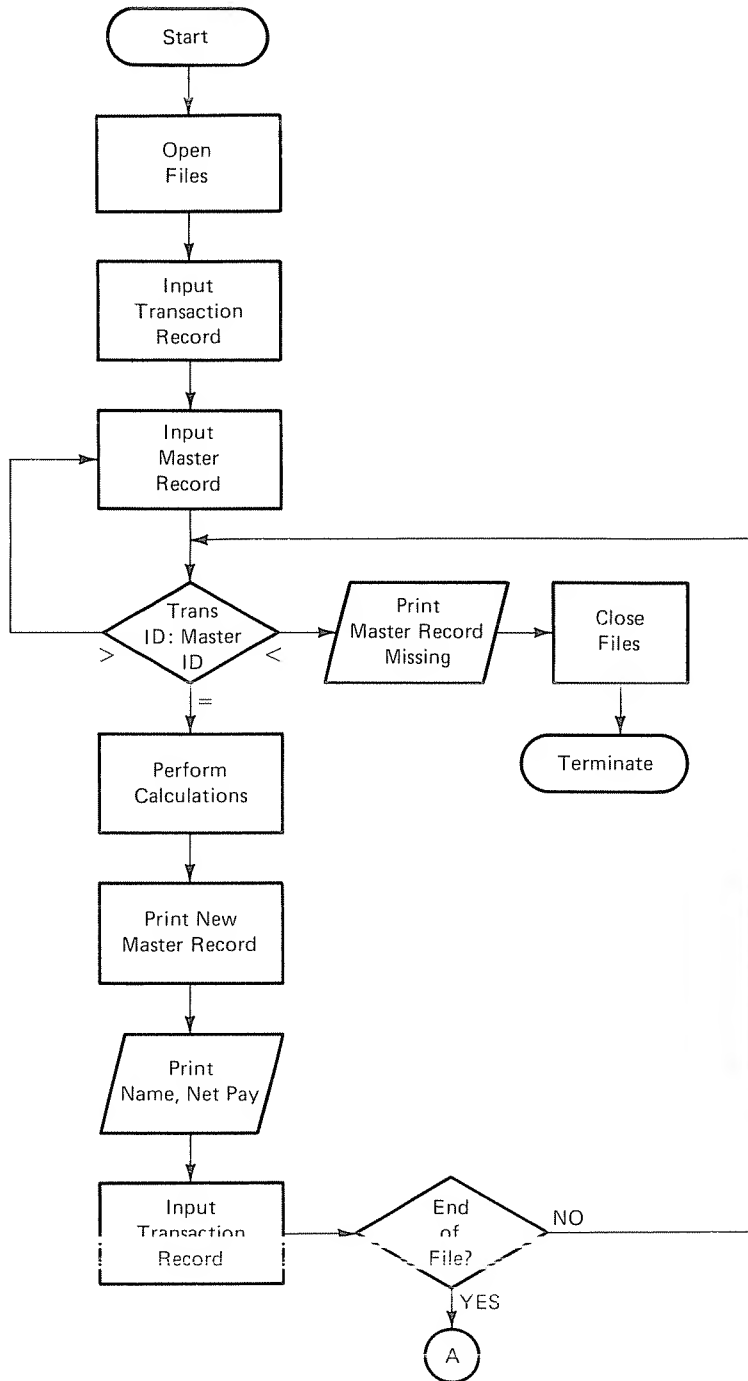 Start
Open
Files
Input
Transaction
Record
Input
Master
Record
Trans
ID: Master
ID
>
<
=
Print
Master Record
Missing
Close
Files
Terminate
Perform
Calculations
Print New
Master Record
Print
Name, Net Pay
Input
Transaction
Record
End
of
File?
NO
YES
A